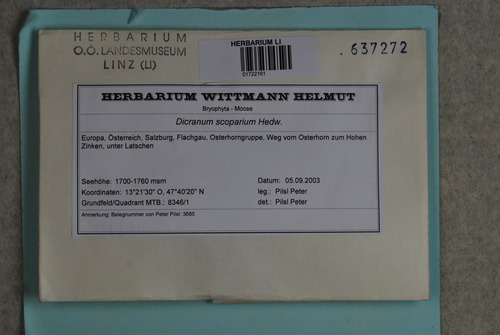 HERBARIUM
O.Ö. LANDESMUSEUM
LINZ (LI)
HERBARIUM LI
01722161
. 637272
HERBARIUM WITTMANN HELMUT
Bryophyta - Moose
Dicranum scoparium Hedw.
Europa, Österreich, Salzburg, Flachgau, Osterhorngruppe, Weg vom Osterhorn zum Hohen
Zinken, unter Latschen
Seehöhe: 1700-1760 msm Datum: 05.09.2003
Koordinaten: 13°21'30" O, 47°40'20" N leg.: Pilsl Peter
Grundfeld/Quadrant MTB.: 8346/1 det.: Pilsl Peter
Anmerkung: Belegnummer von Peter Pilsl: 3685